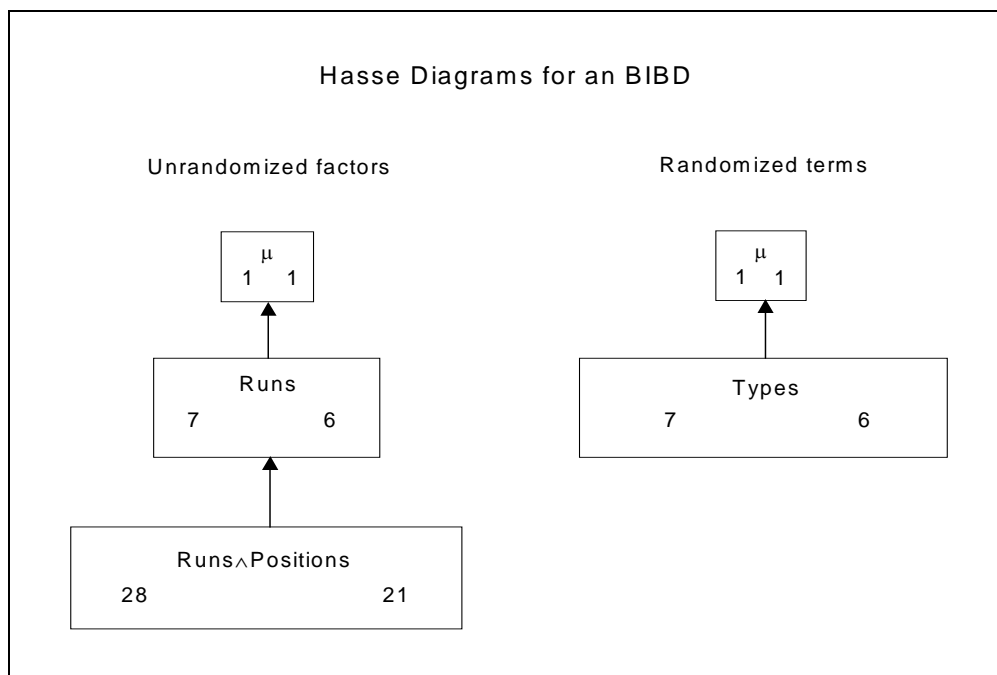 Hasse Diagrams for an BIBD
Unrandomized factors
Randomized terms
μ
1 1
μ
1 1
Runs
7 6
Types
7 6
Runs∧Positions
28 21